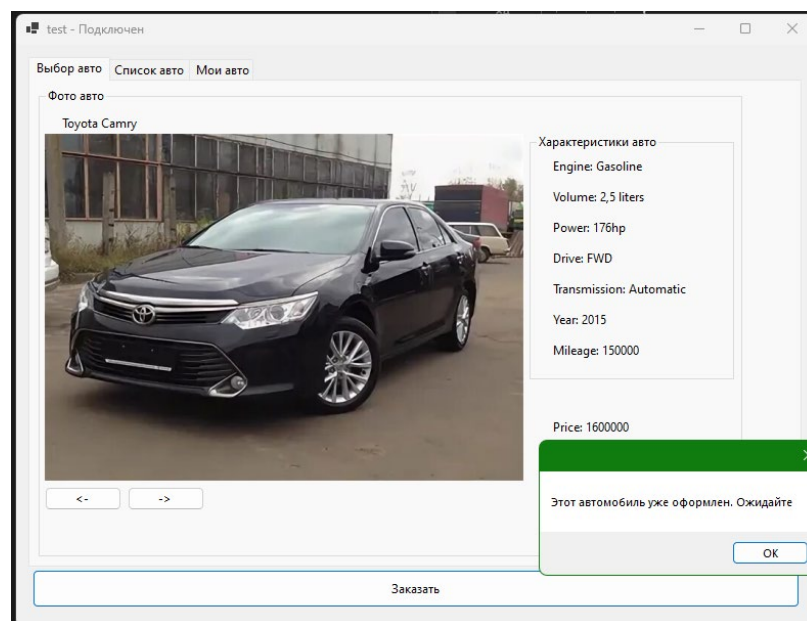 test - Подключен
Выбор авто Список авто Мои авто
Фото авто
Toyota Camry
Характеристики авто
Engine: Gasoline
Volume: 2,5 liters
Power: 176hp
Drive: FWD
Transmission: Automatic
Year: 2015
Mileage: 150000
Price: 1600000
<- ->
Этот автомобиль уже оформлен. Ожидайте
OK
Заказать